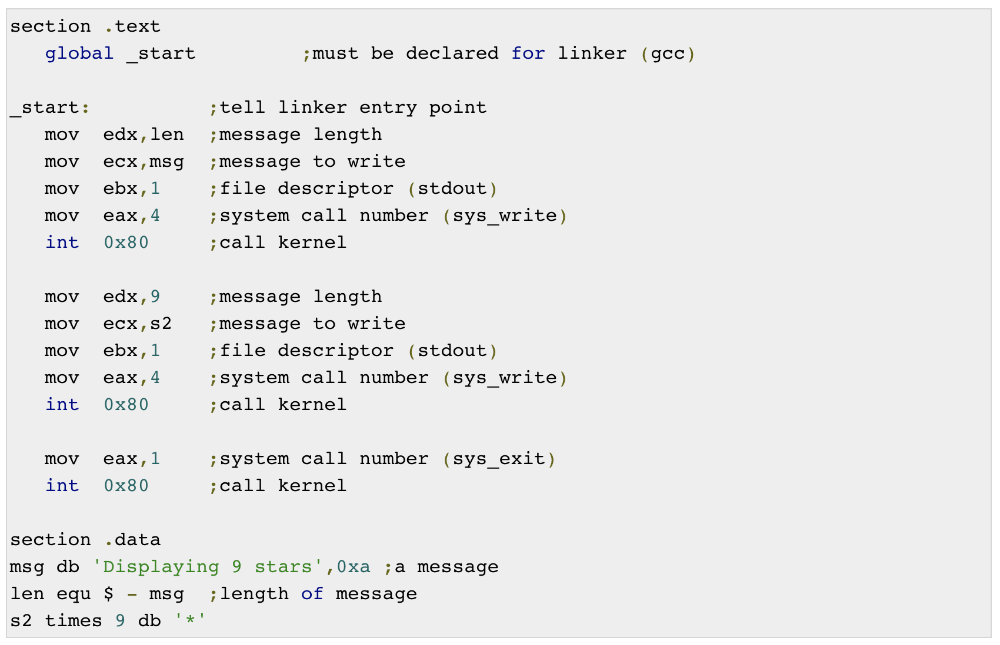 section .text
   global _start         ;must be declared for linker (gcc)

_start:          ;tell linker entry point
   mov  edx,len  ;message length
   mov  ecx,msg  ;message to write
   mov  ebx,1    ;file descriptor (stdout)
   mov  eax,4    ;system call number (sys_write)
   int  0x80     ;call kernel

   mov  edx,9    ;message length
   mov  ecx,s2   ;message to write
   mov  ebx,1    ;file descriptor (stdout)
   mov  eax,4    ;system call number (sys_write)
   int  0x80     ;call kernel

   mov  eax,1    ;system call number (sys_exit)
   int  0x80     ;call kernel

section .data
msg db 'Displaying 9 stars',0xa ;a message
len equ $ - msg  ;length of message
s2 times 9 db '*'